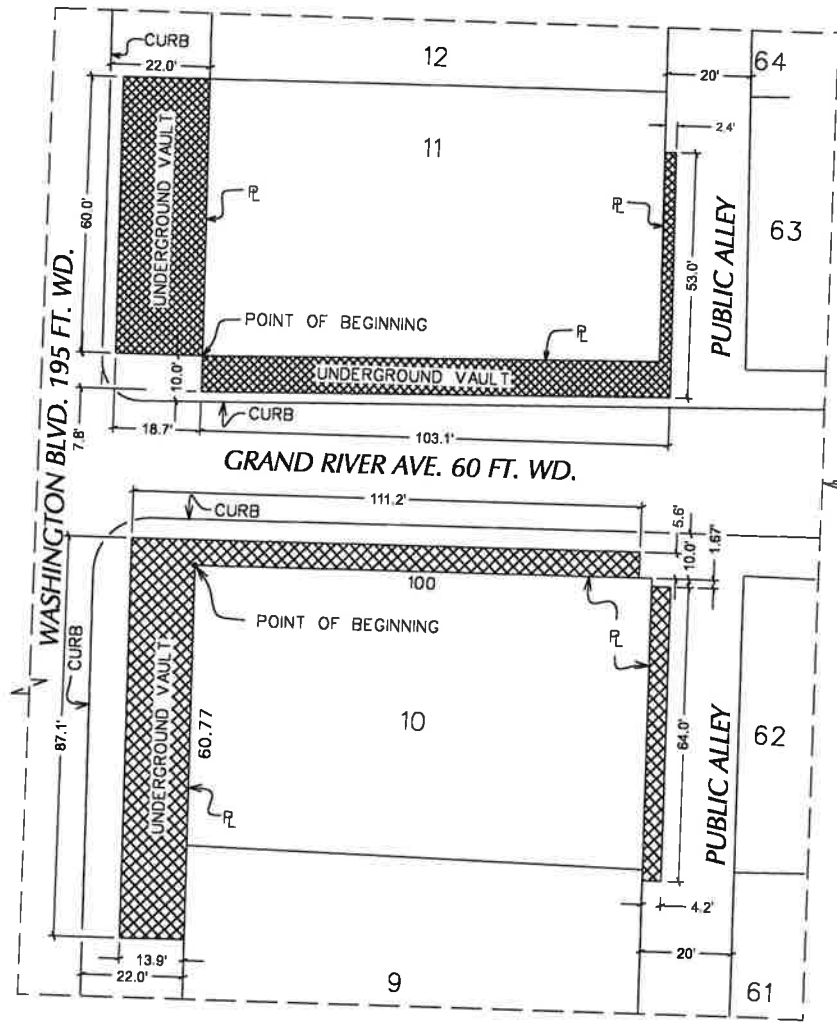 CURB
22.0'
12
20'
64
2.4'
11
63
60.0'
UNDERGROUND VAULT
PL
PL
53.0'
PUBLIC ALLEY
WASHINGTON BLVD. 195 FT. WD.
POINT OF BEGINNING
PL
10.0'
UNDERGROUND VAULT
7.8'
18.7'
CURB
103.1'
GRAND RIVER AVE. 60 FT. WD.
111.2'
CURB
5.6'
10.0'
1.67'
100
PL
POINT OF BEGINNING
CURB
87.1'
UNDERGROUND VAULT
60.77
10
64.0'
PUBLIC ALLEY
62
PL
4.2'
13.9'
22.0'
9
20'
61